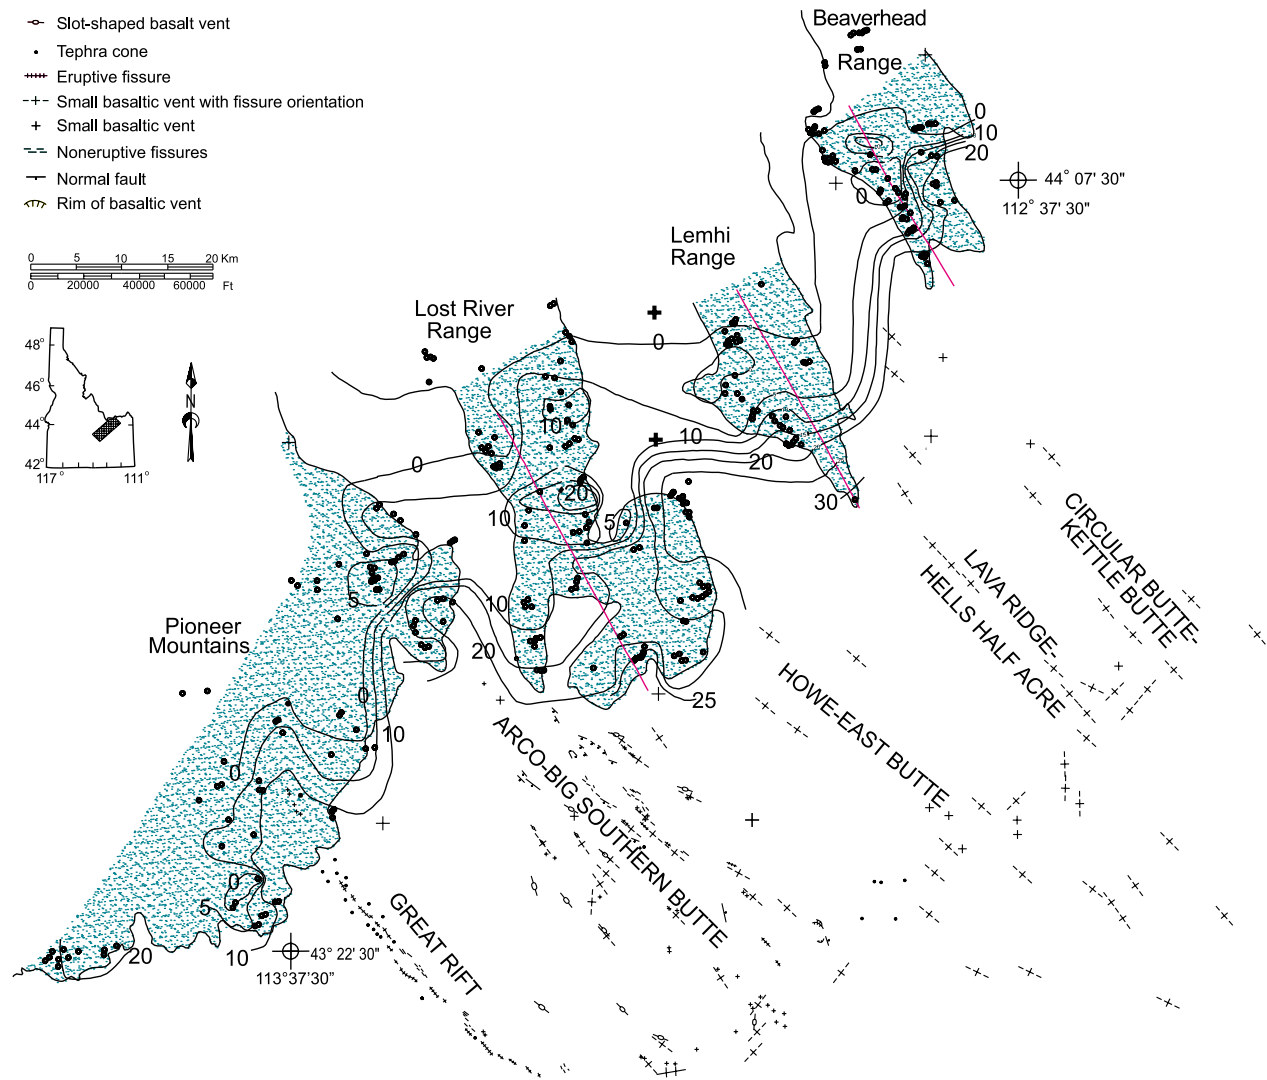 Slot-shaped basalt vent
Tephra cone
Eruptive fissure
Small basaltic vent with fissure orientation
Small basaltic vent
Noneruptive fissures
Normal fault
Rim of basaltic vent
0 5 10 15 20 Km
0 20000 40000 60000 Ft
48°
46°
44°
42°
117° 111°
N
Beaverhead
Range
0
10
20
0
44° 07' 30"
112° 37' 30"
Lemhi
Range
0
10
20
30
Lost River
Range
0
10
20
10
5
10
20
25
Pioneer
Mountains
5
0
10
0
0
5
10
20
43° 22' 30"
113°37'30"
GREAT RIFT
ARCO-BIG SOUTHERN BUTTE
HOWE-EAST BUTTE
LAVA RIDGE-
HELLS HALF ACRE
CIRCULAR BUTTE-
KETTLE BUTTE